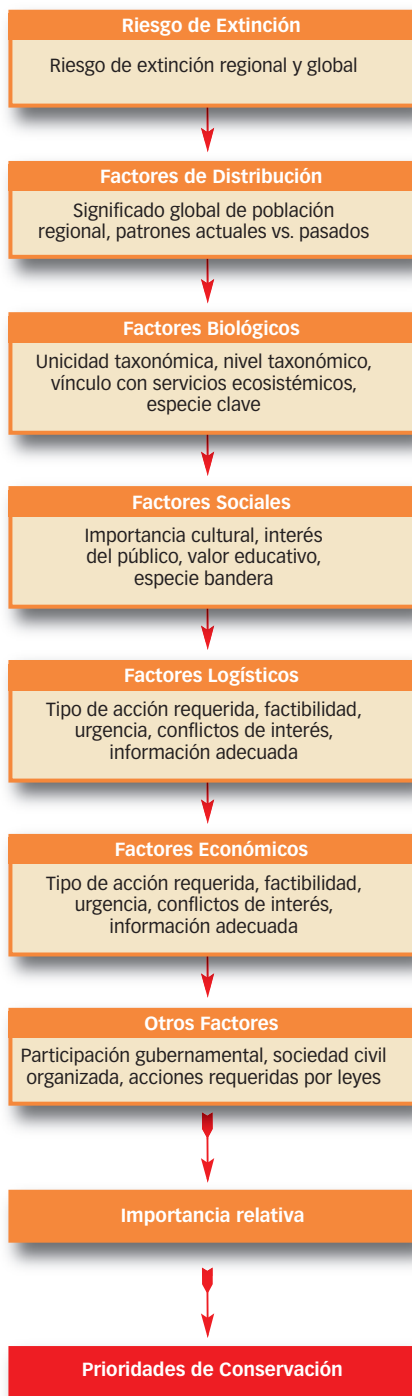 Riesgo de Extinción
Riesgo de extinción regional y global
Factores de Distribución
Significado global de población
regional, patrones actuales vs. pasados
Factores Biológicos
Unicidad taxonómica, nivel taxonómico,
vínculo con servicios ecosistémicos,
especie clave
Factores Sociales
Importancia cultural, interés
del público, valor educativo,
especie bandera
Factores Logísticos
Tipo de acción requerida, factibilidad,
urgencia, conflictos de interés,
información adecuada
Factores Económicos
Tipo de acción requerida, factibilidad,
urgencia, conflictos de interés,
información adecuada
Otros Factores
Participación gubernamental, sociedad civil
organizada, acciones requeridas por leyes
Importancia relativa
Prioridades de Conservación